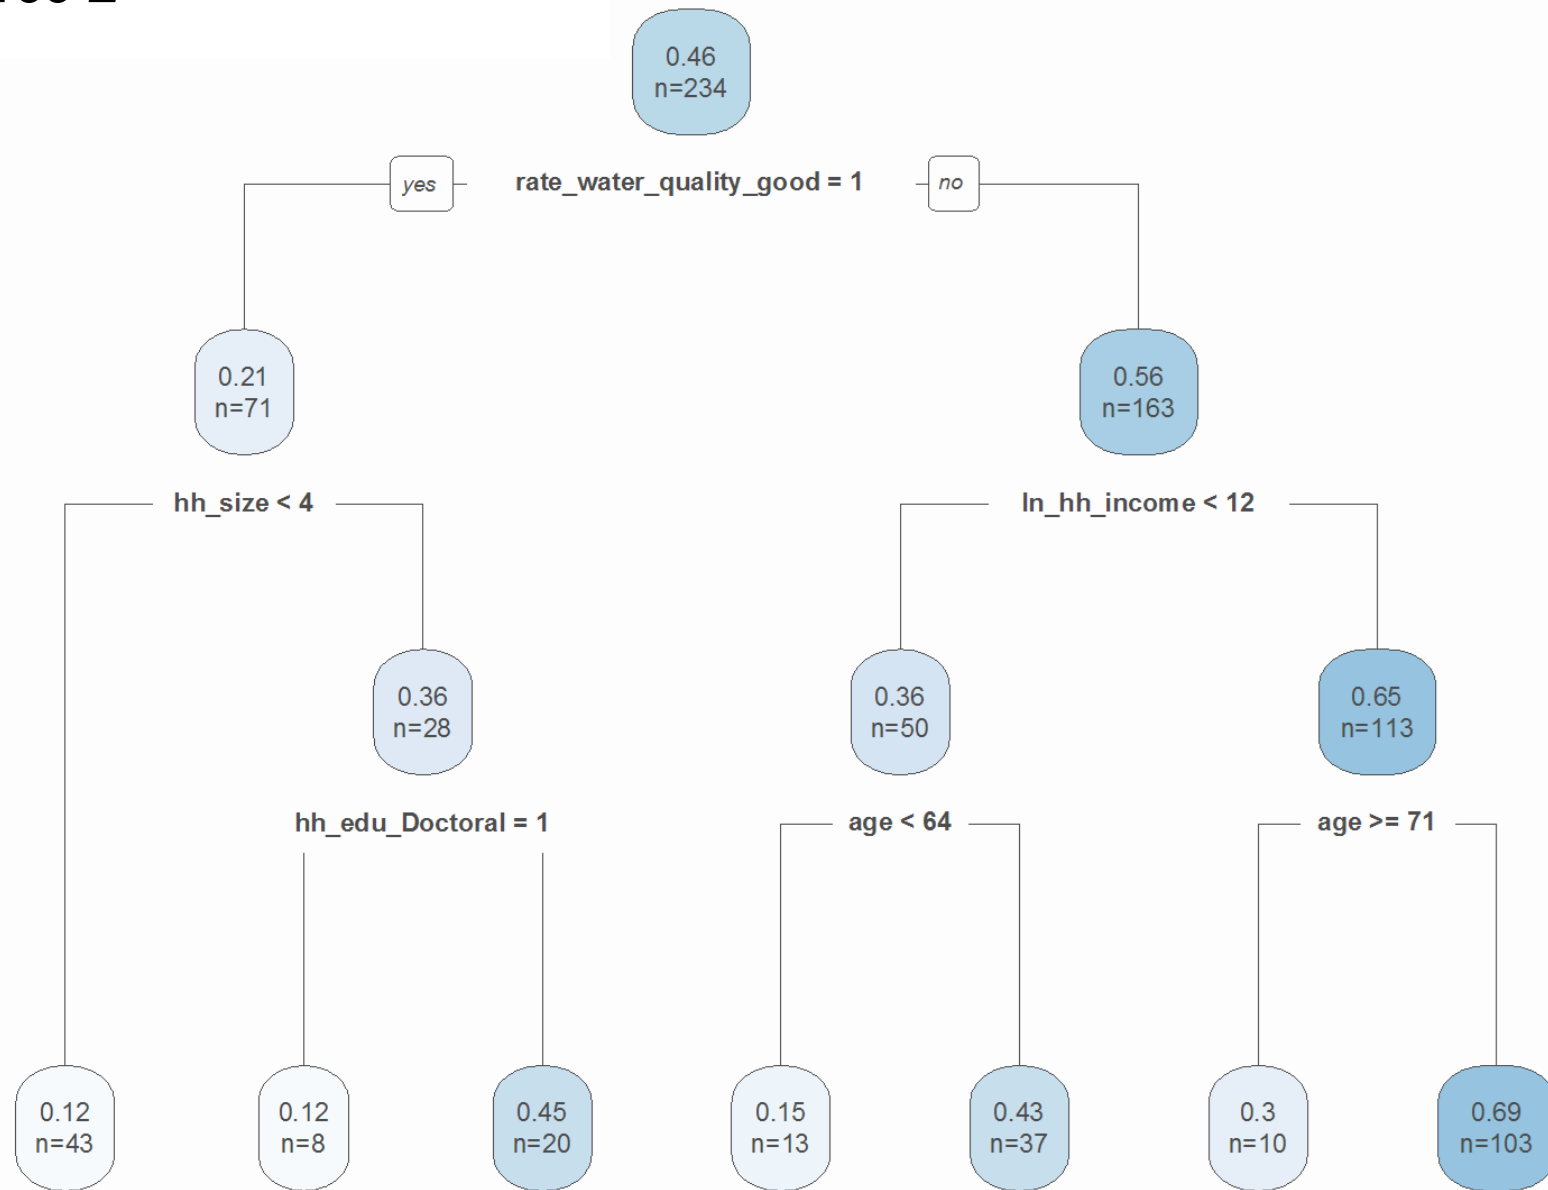 0.46
n=234
yes
rate_water_quality_good = 1
no
0.21
n=71
0.56
n=163
hh_size < 4
ln_hh_income < 12
0.36
n=28
0.36
n=50
0.65
n=113
hh_edu_Doctoral = 1
age < 64
age >= 71
0.12
n=43
0.12
n=8
0.45
n=20
0.15
n=13
0.43
n=37
0.3
n=10
0.69
n=103